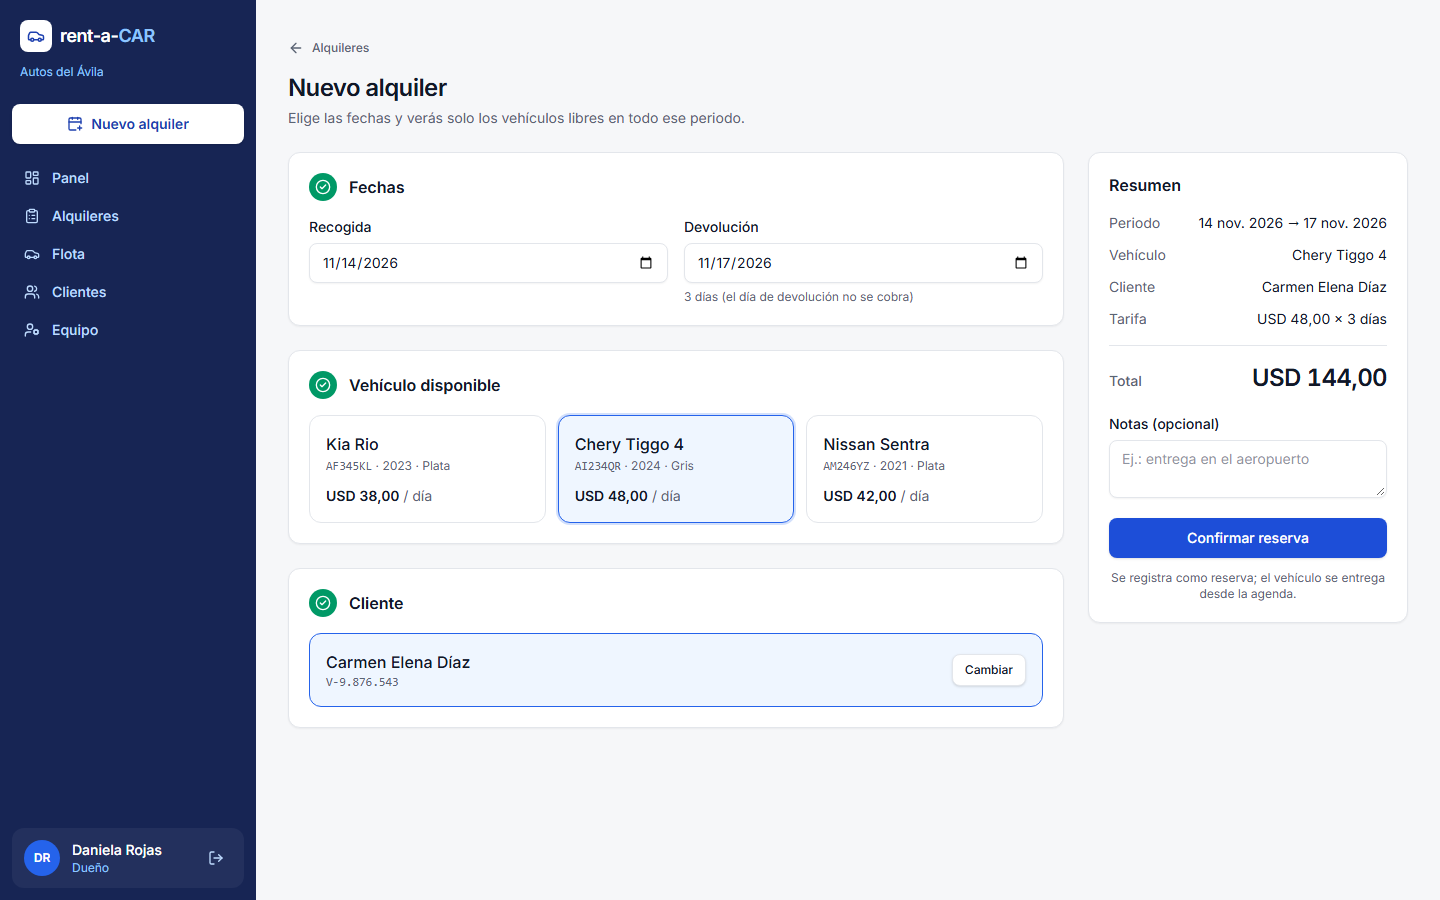 rent-a-CAR
Autos del Ávila
Nuevo alquiler
Panel
Alquileres
Flota
Clientes
Equipo
DR
Daniela Rojas
Dueño
Alquileres
Nuevo alquiler
Elige las fechas y verás solo los vehículos libres en todo ese periodo.
Fechas
Recogida
11/14/2026
Devolución
11/17/2026
3 días (el día de devolución no se cobra)
Vehículo disponible
Kia Rio
AF345KL · 2023 · Plata
USD 38,00 / día
Chery Tiggo 4
AI234QR · 2024 · Gris
USD 48,00 / día
Nissan Sentra
AM246YZ · 2021 · Plata
USD 42,00 / día
Cliente
Carmen Elena Díaz
V-9.876.543
Cambiar
Resumen
Periodo 14 nov. 2026 → 17 nov. 2026
Vehículo Chery Tiggo 4
Cliente Carmen Elena Díaz
Tarifa USD 48,00 × 3 días
Total USD 144,00
Notas (opcional)
Ej.: entrega en el aeropuerto
Confirmar reserva
Se registra como reserva; el vehículo se entrega
desde la agenda.